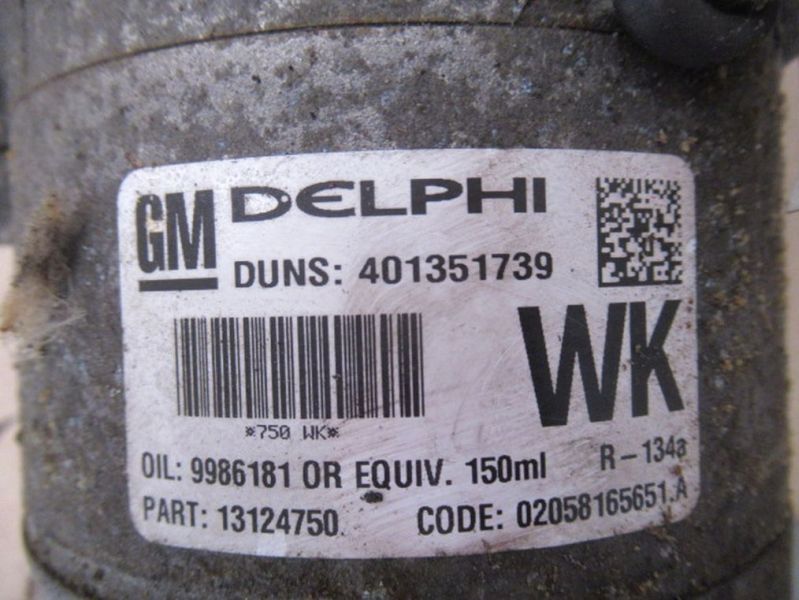 GM DELPHI
DUNS: 401351739
WK
*750 WK*
OIL: 9986181 OR EQUIV. 150ml R-134a
PART: 13124750 CODE: 02058165651.A